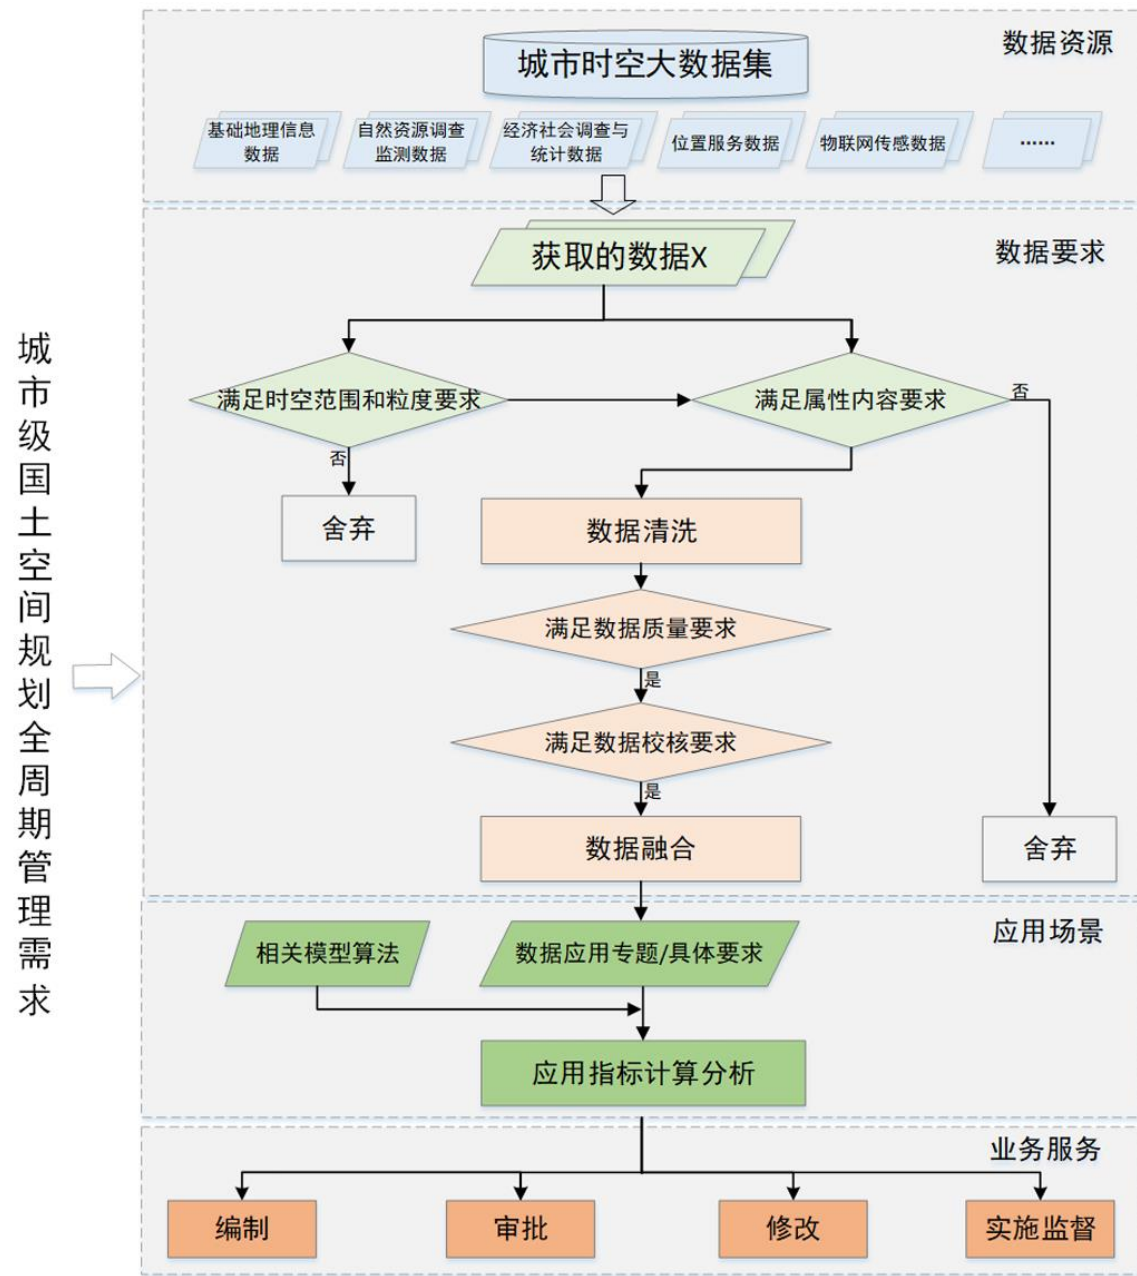 城市级国土空间规划全周期管理需求
数据资源
城市时空大数据集
基础地理信息
数据
自然资源调查
监测数据
经济社会调查与
统计数据
位置服务数据
物联网传感数据
……
数据要求
获取的数据X
满足时空范围和粒度要求
满足属性内容要求
否
否
舍弃
数据清洗
满足数据质量要求
是
满足数据校核要求
是
数据融合
舍弃
应用场景
相关模型算法
数据应用专题/具体要求
应用指标计算分析
业务服务
编制
审批
修改
实施监督